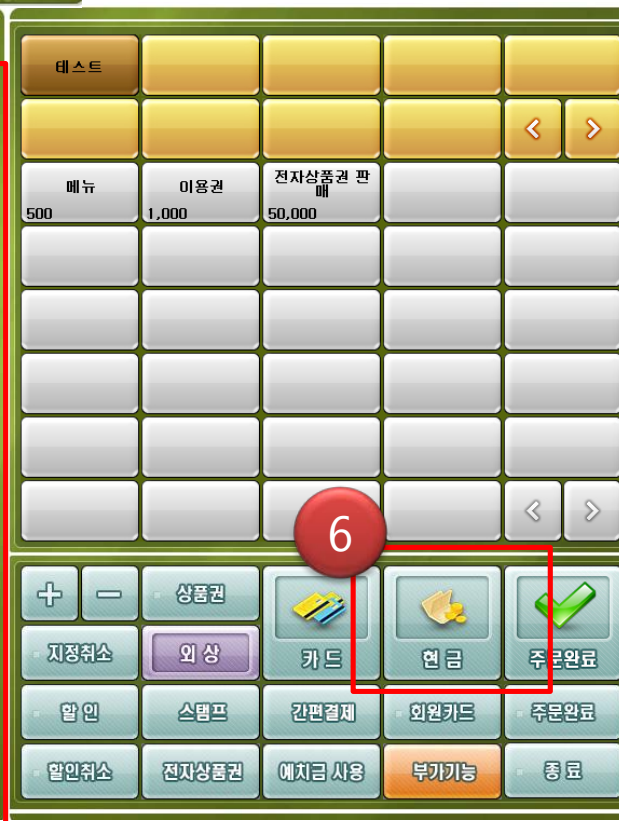 테스트
메뉴
500
이용권
1,000
전자상품권 판
매
50,000
6
상품권
카드
현금
주문완료
지정취소
외상
할인
스탬프
간편결제
회원카드
주문완료
할인취소
전자상품권
예치금 사용
부가기능
종료